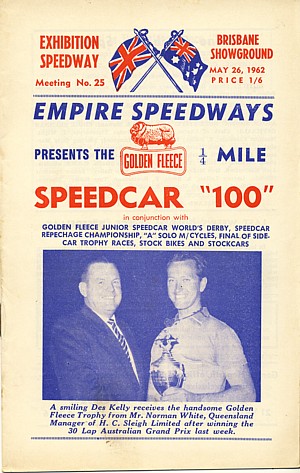 EXHIBITION
SPEEDWAY
Meeting No. 25
BRISBANE
SHOWGROUND
MAY 26, 1962
PRICE 1/6
EMPIRE SPEEDWAYS
PRESENTS THE
GOLDEN FLEECE
¼ MILE
SPEEDCAR "100"
in conjunction with
GOLDEN FLEECE JUNIOR SPEEDCAR WORLD'S DERBY, SPEEDCAR
REPECHAGE CHAMPIONSHIP, "A" SOLO M/CYCLES, FINAL OF SIDE-
CAR TROPHY RACES, STOCK BIKES AND STOCKCARS
A smiling Des Kelly receives the handsome Golden
Fleece Trophy from Mr. Norman White, Queensland
Manager of H. C. Sleigh Limited after winning the
30 Lap Australian Grand Prix last week.